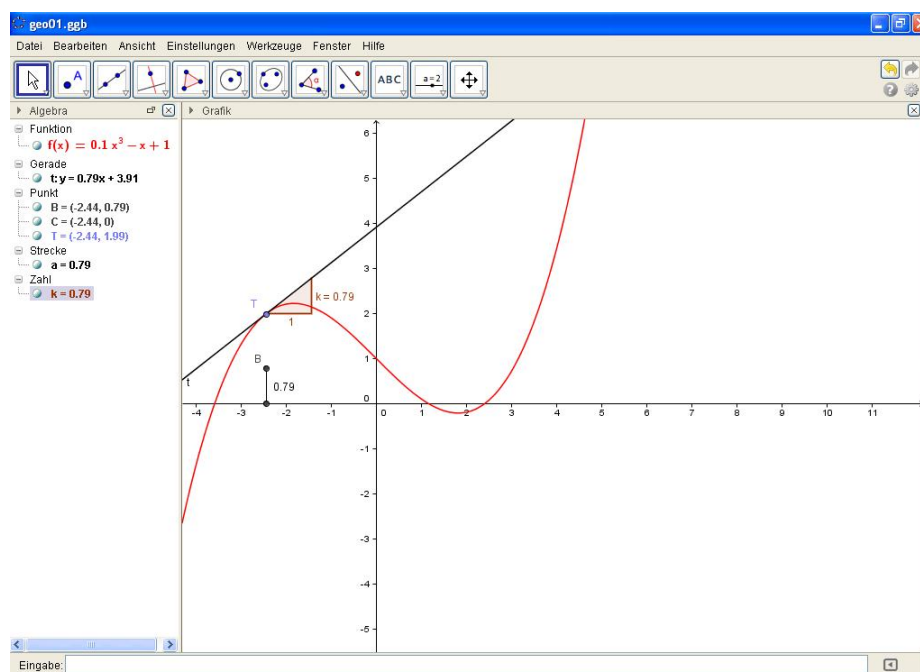 geo01.ggb
Datei Bearbeiten Ansicht Einstellungen Werkzeuge Fenster Hilfe
A α ABC a=2
Algebra
Grafik
Funktion
f(x) = 0.1 x³ − x + 1
Gerade
t: y = 0.79x + 3.91
Punkt
B = (-2.44, 0.79)
C = (-2.44, 0)
T = (-2.44, 1.99)
Strecke
a = 0.79
Zahl
k = 0.79
6
5
4
3
2
1
0
-1
-2
-3
-4
-5
-4 -3 -2 -1 0 1 2 3 4 5 6 7 8 9 10 11
T
k = 0.79
1
B
0.79
t
Eingabe: